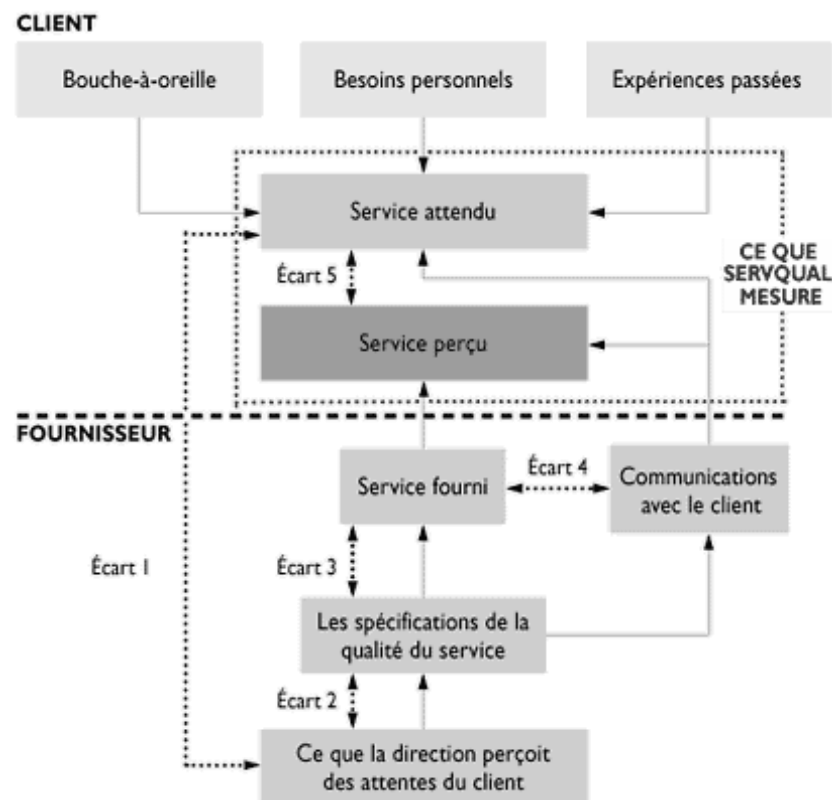 CLIENT
Bouche-à-oreille
Besoins personnels
Expériences passées
Service attendu
CE QUE
SERVQUAL
MESURE
Écart 5
Service perçu
FOURNISSEUR
Service fourni
Écart 4
Communications
avec le client
Écart 1
Écart 3
Les spécifications de la
qualité du service
Écart 2
Ce que la direction perçoit
des attentes du client